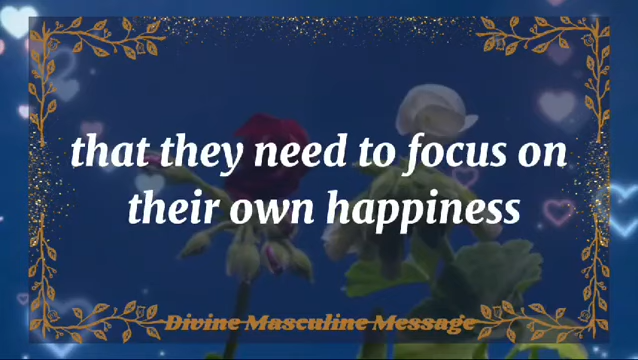 that they need to focus on
their own happiness
Divine Masculine Message